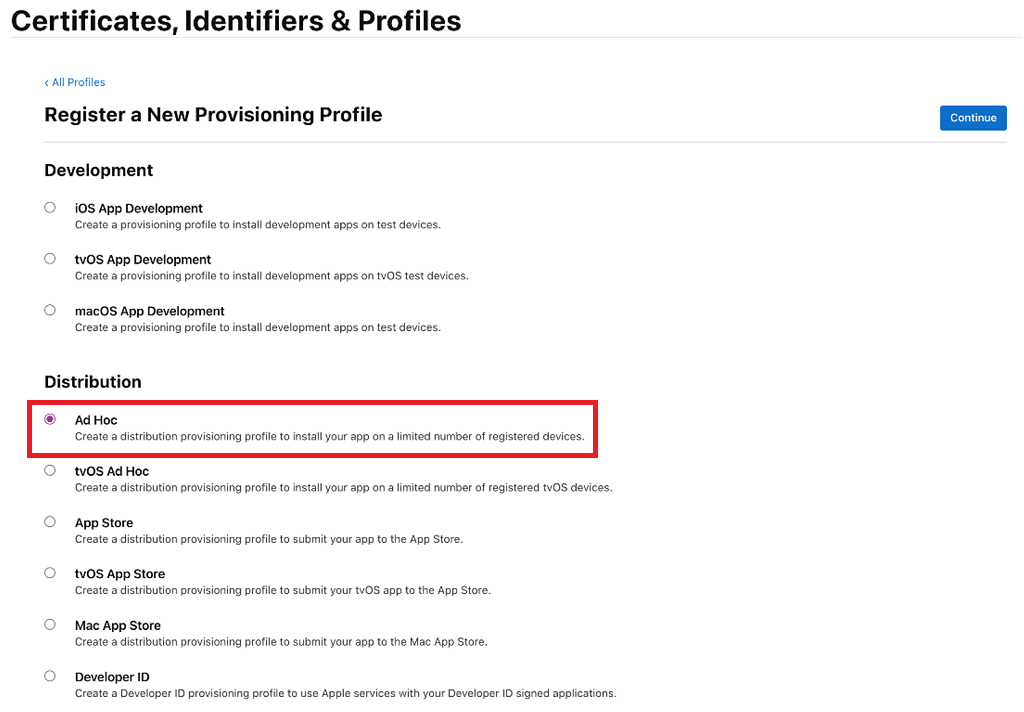 Certificates, Identifiers & Profiles
‹ All Profiles
Register a New Provisioning Profile
Continue
Development
iOS App Development
Create a provisioning profile to install development apps on test devices.
tvOS App Development
Create a provisioning profile to install development apps on tvOS test devices.
macOS App Development
Create a provisioning profile to install development apps on test devices.
Distribution
Ad Hoc
Create a distribution provisioning profile to install your app on a limited number of registered devices.
tvOS Ad Hoc
Create a distribution provisioning profile to install your app on a limited number of registered tvOS devices.
App Store
Create a distribution provisioning profile to submit your app to the App Store.
tvOS App Store
Create a distribution provisioning profile to submit your tvOS app to the App Store.
Mac App Store
Create a distribution provisioning profile to submit your app to the Mac App Store.
Developer ID
Create a Developer ID provisioning profile to use Apple services with your Developer ID signed applications.